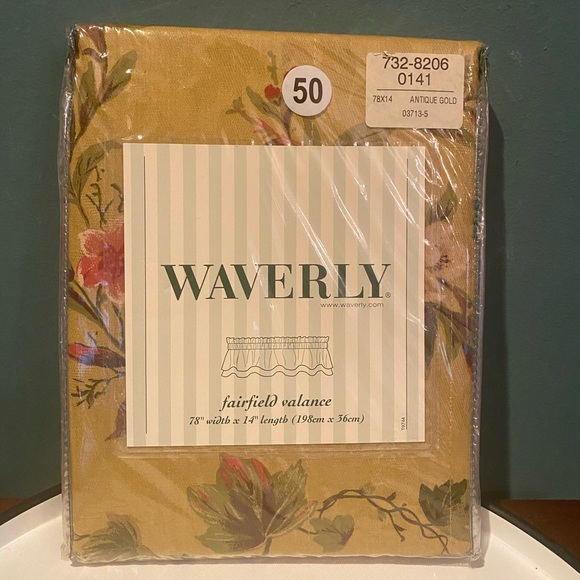 50
732-8206
0141
78X14 ANTIQUE GOLD
D3713-5
WAVERLY®
www.waverly.com
fairfield valance
78" width x 14" length (198cm x 36cm)